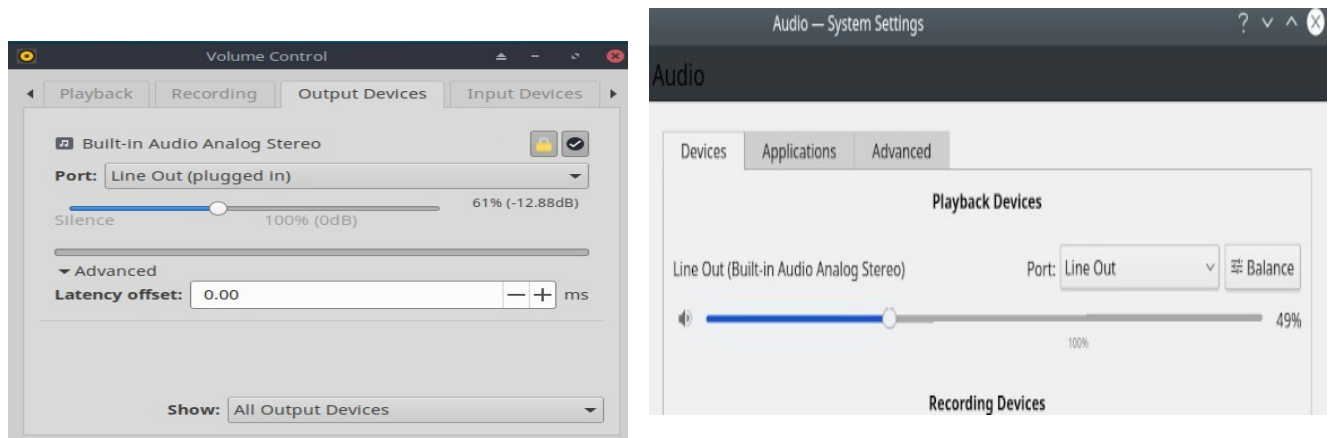 Volume Control
Playback Recording Output Devices Input Devices
Built-in Audio Analog Stereo
Port: Line Out (plugged in)
61% (-12.88dB)
Silence 100% (0dB)
Advanced
Latency offset: 0.00 ms
Show: All Output Devices
Audio — System Settings
Audio
Devices Applications Advanced
Playback Devices
Line Out (Built-in Audio Analog Stereo) Port: Line Out Balance
49%
100%
Recording Devices